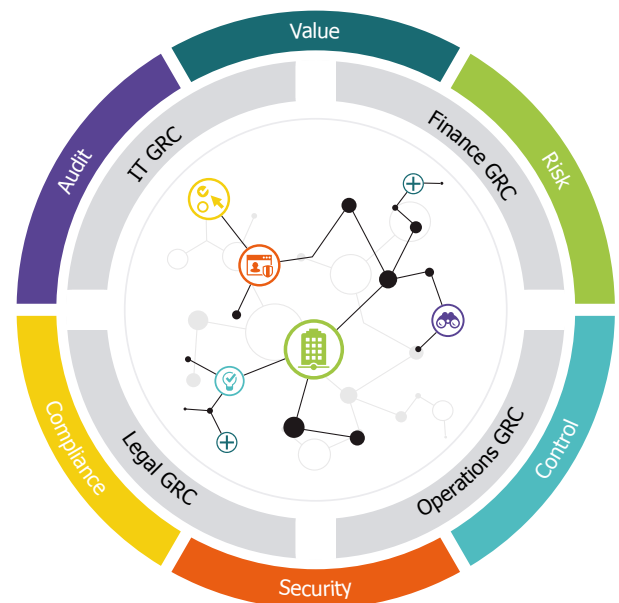 Value
Audit
IT GRC
Finance GRC
Risk
Compliance
Legal GRC
Operations GRC
Control
Security